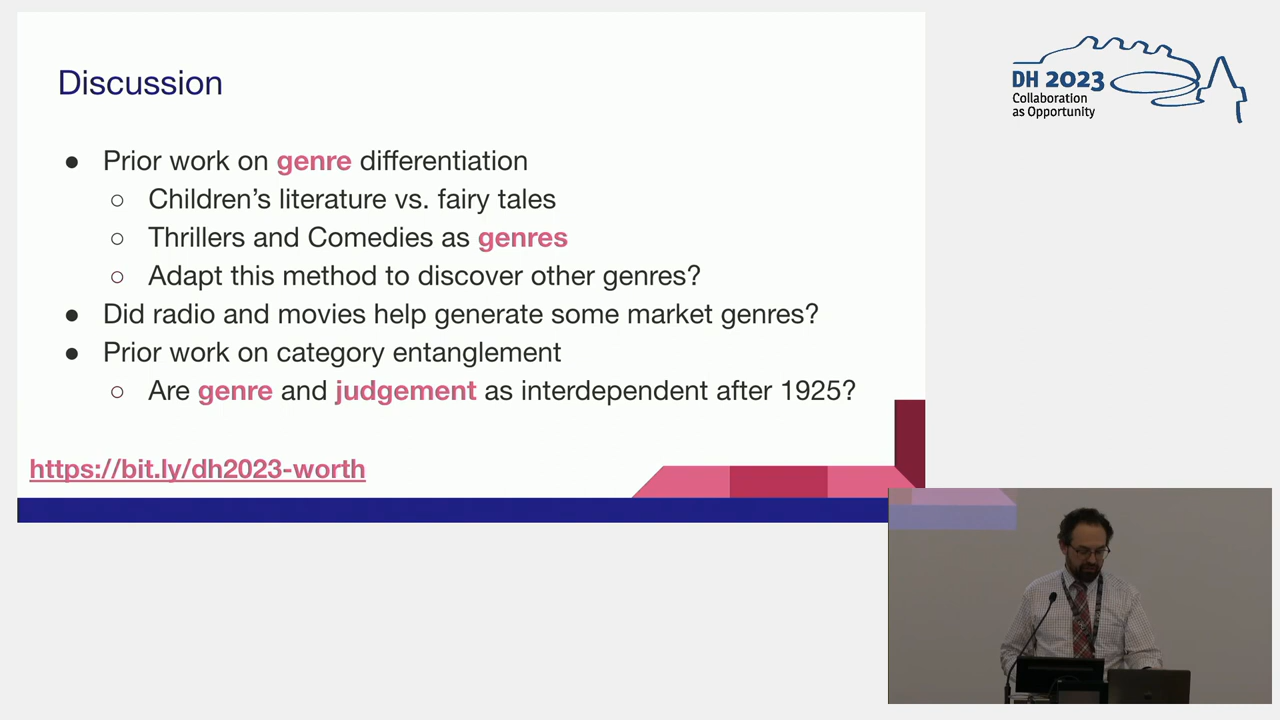 Discussion
● Prior work on genre differentiation
○ Children's literature vs. fairy tales
○ Thrillers and Comedies as genres
○ Adapt this method to discover other genres?
● Did radio and movies help generate some market genres?
● Prior work on category entanglement
○ Are genre and judgement as interdependent after 1925?
https://bit.ly/dh2023-worth
DH 2023
Collaboration
as Opportunity